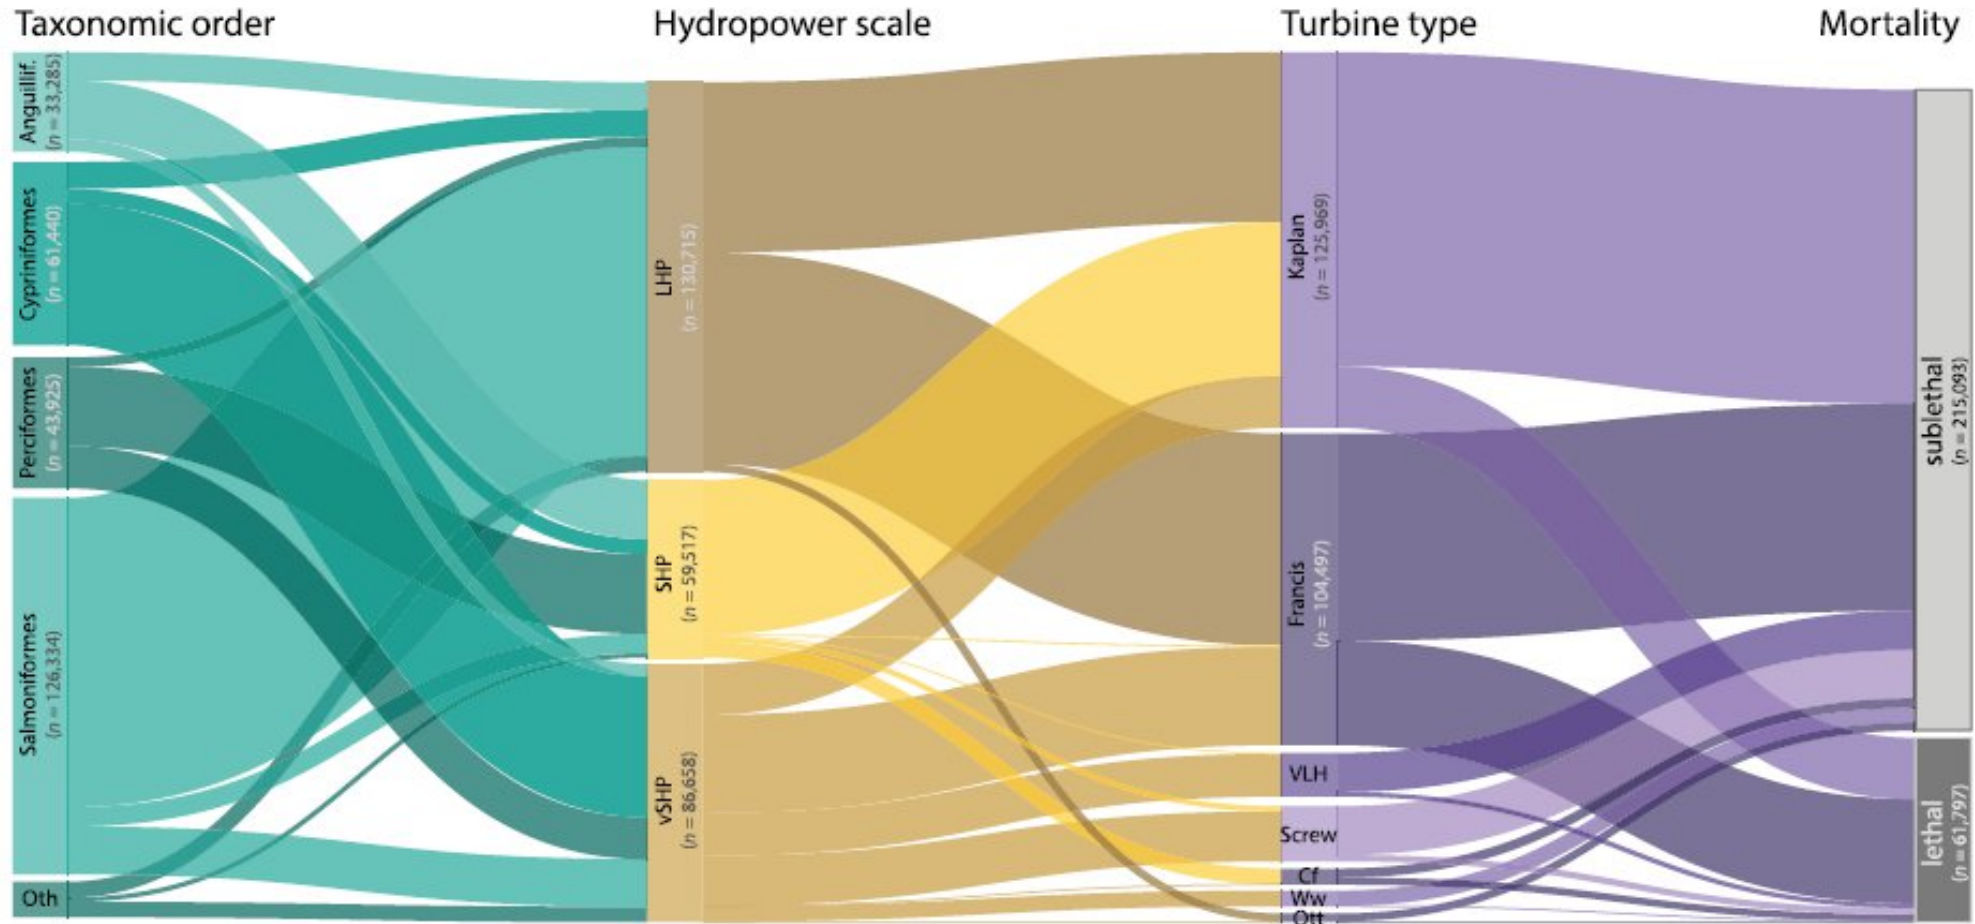 Taxonomic order
Hydropower scale
Turbine type
Mortality
Anguillif.
(n = 33,285)
Cypriniformes
(n = 61,440)
Perciformes
(n = 43,925)
Salmoniformes
(n = 126,334)
Oth
LHP
(n = 130,715)
SHP
(n = 59,517)
vSHP
(n = 86,658)
Kaplan
(n = 125,969)
Francis
(n = 104,497)
VLH
Screw
Cf
Ww
Ott
sublethal
(n = 215,093)
lethal
(n = 61,797)